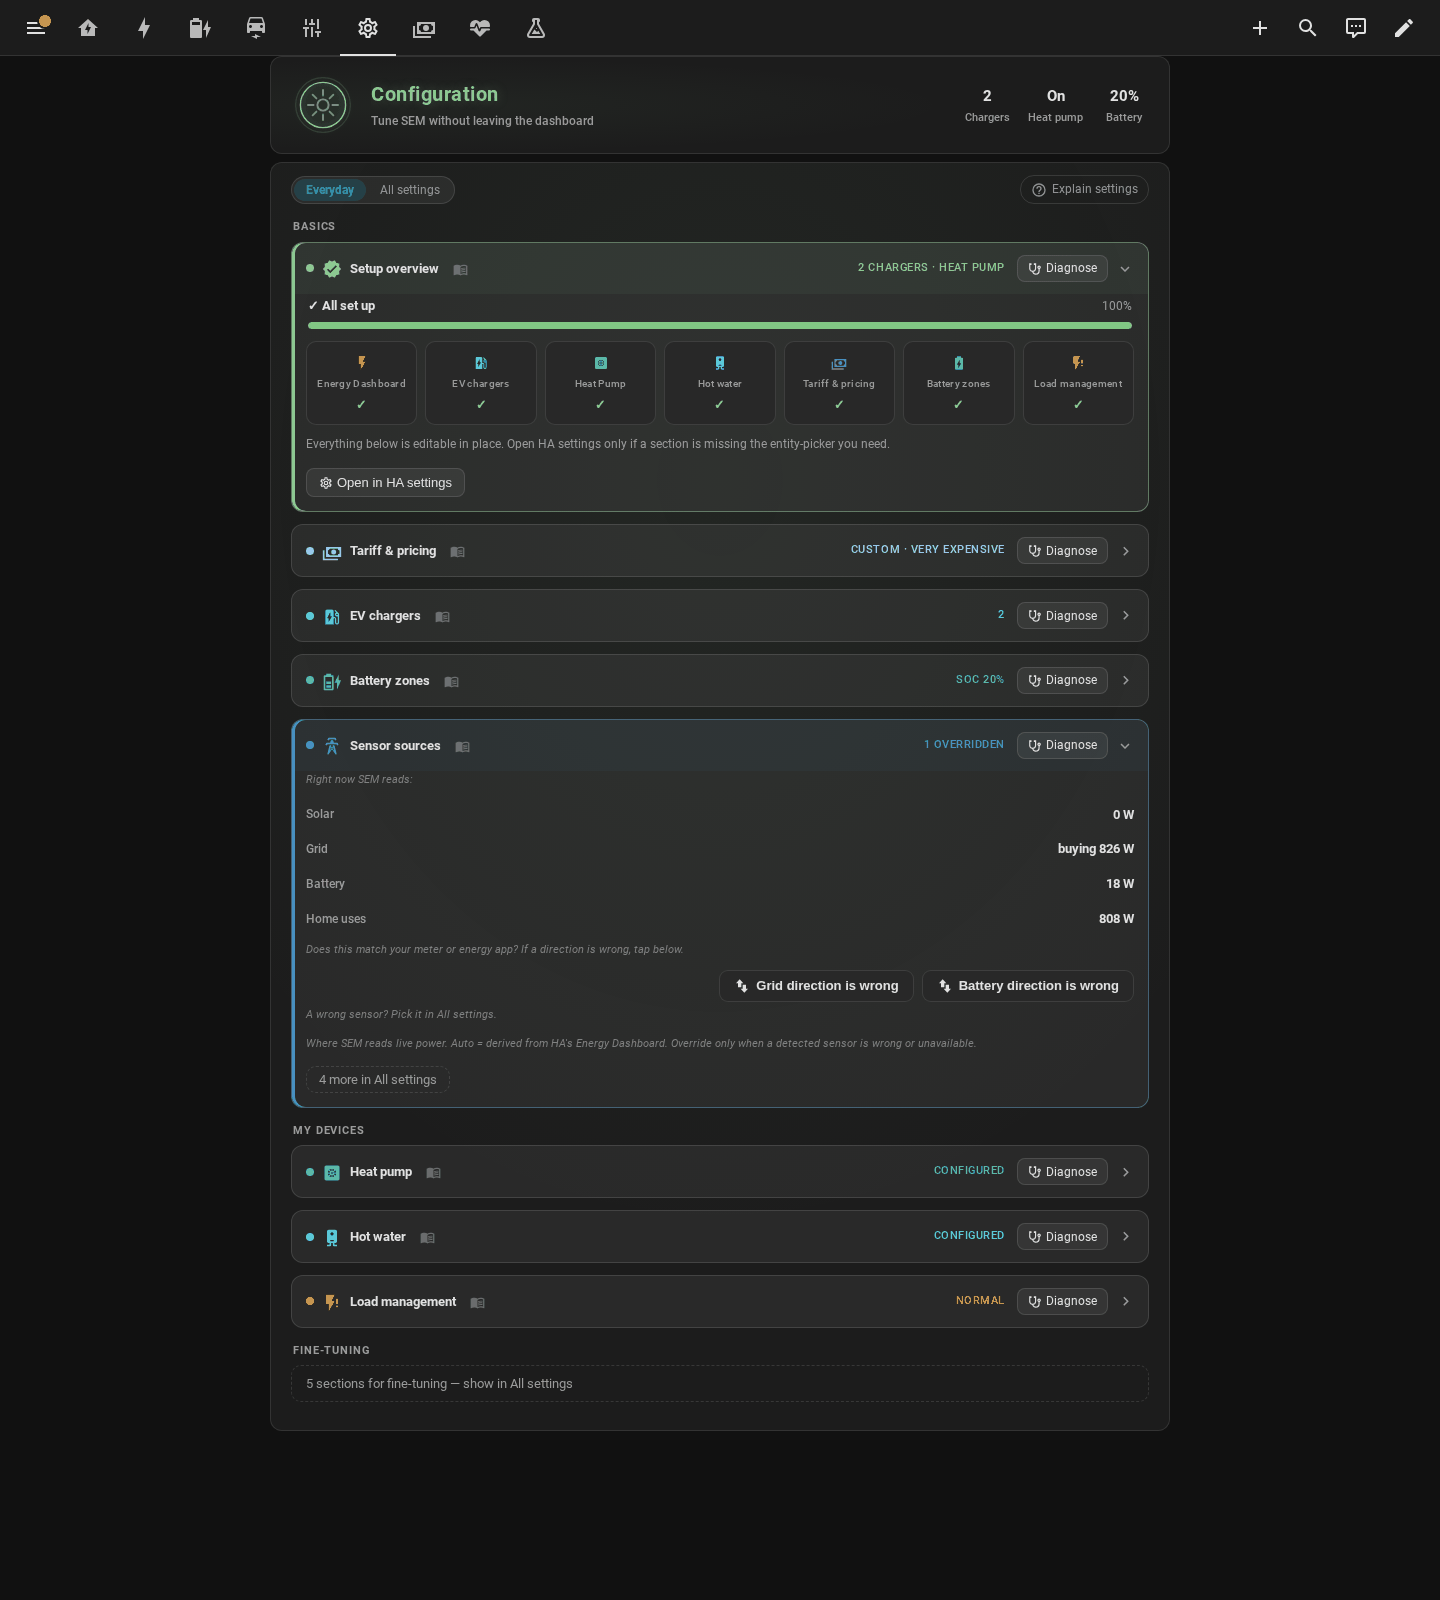 Configuration
Tune SEM without leaving the dashboard
2
Chargers
On
Heat pump
20%
Battery
Everyday
All settings
Explain settings
BASICS
Setup overview
2 CHARGERS · HEAT PUMP
Diagnose
✓ All set up
100%
Energy Dashboard
✓
EV chargers
✓
Heat Pump
✓
Hot water
✓
Tariff & pricing
✓
Battery zones
✓
Load management
✓
Everything below is editable in place. Open HA settings only if a section is missing the entity-picker you need.
Open in HA settings
Tariff & pricing
CUSTOM · VERY EXPENSIVE
Diagnose
EV chargers
2
Diagnose
Battery zones
SOC 20%
Diagnose
Sensor sources
1 OVERRIDDEN
Diagnose
Right now SEM reads:
Solar
0 W
Grid
buying 826 W
Battery
18 W
Home uses
808 W
Does this match your meter or energy app? If a direction is wrong, tap below.
Grid direction is wrong
Battery direction is wrong
A wrong sensor? Pick it in All settings.
Where SEM reads live power. Auto = derived from HA's Energy Dashboard. Override only when a detected sensor is wrong or unavailable.
4 more in All settings
MY DEVICES
Heat pump
CONFIGURED
Diagnose
Hot water
CONFIGURED
Diagnose
Load management
NORMAL
Diagnose
FINE-TUNING
5 sections for fine-tuning — show in All settings